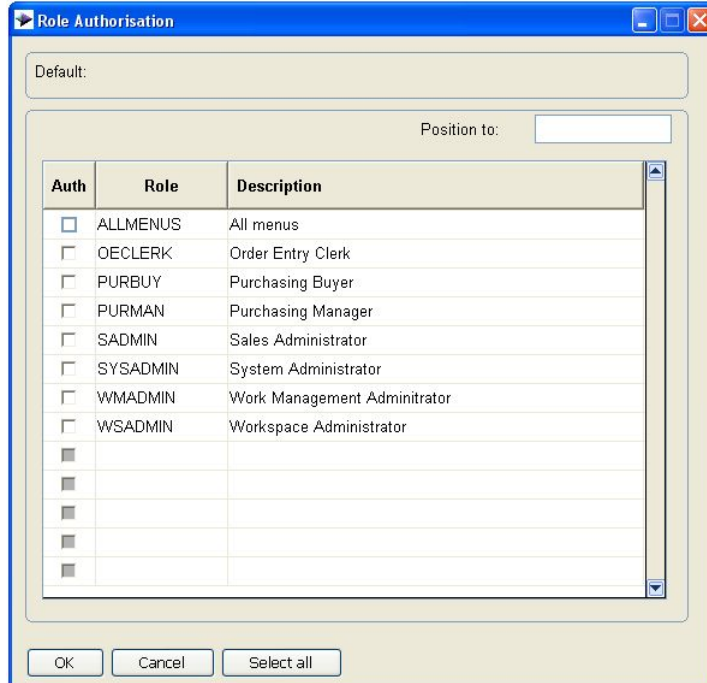 Role Authorisation
Default:
Position to:
Auth Role Description
ALLMENUS All menus
OECLERK Order Entry Clerk
PURBUY Purchasing Buyer
PURMAN Purchasing Manager
SADMIN Sales Administrator
SYSADMIN System Administrator
WMADMIN Work Management Adminitrator
WSADMIN Workspace Administrator
OK Cancel Select all